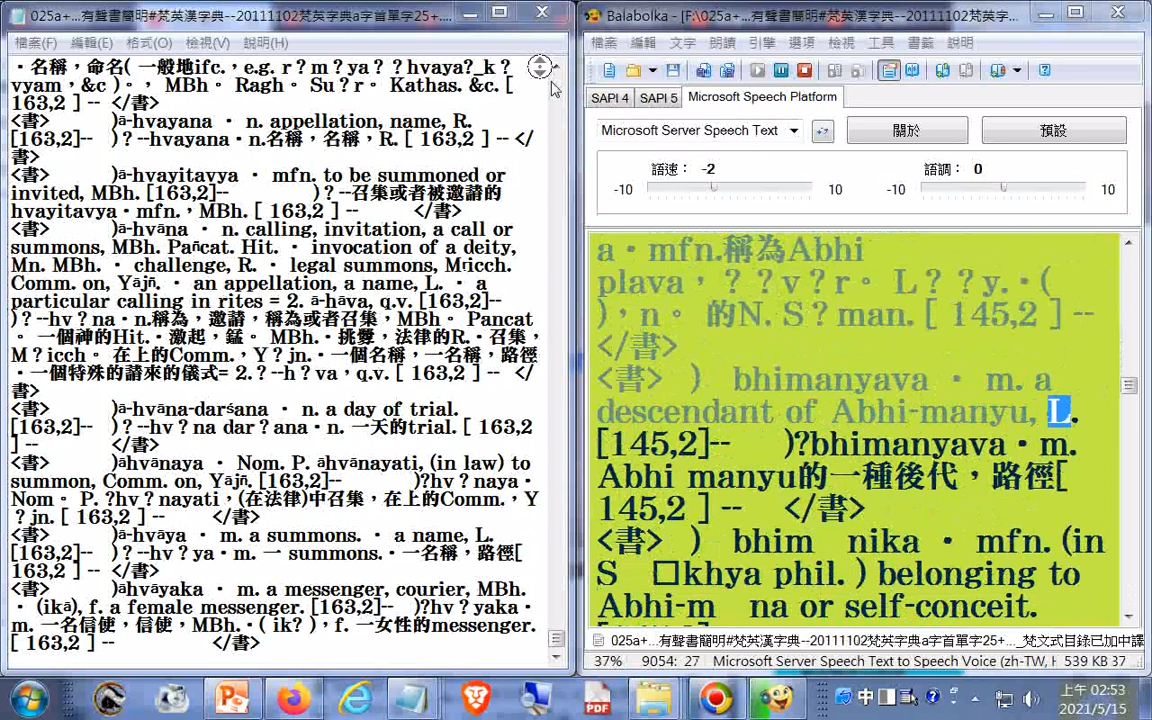 025a+...有聲書簡明#梵英漢字典--20111102梵英字典a字首單字25+...
檔案(F) 編輯(E) 格式(O) 檢視(V) 說明(H)
‧名稱，命名( 一般地ifc.，e.g. r？m？ya？？hvaya?_k？
vyam，&c )。， MBh。Ragh。Su？r。Kathas. &c. [
163,2 ] -- </書>
<書> )ā-hvayana ‧ n. appellation, name, R.
[163,2]-- )？--hvayana‧n.名稱，名稱，R. [ 163,2 ] -- </
書>
<書> )ā-hvayitavya ‧ mfn. to be summoned or
invited, MBh. [163,2]-- )？--召集或者被邀請的
hvayitavya‧mfn.，MBh. [ 163,2 ] -- </書>
<書> )ā-hvāna ‧ n. calling, invitation, a call or
summons, MBh. Pañcat. Hit. ‧ invocation of a deity,
Mn. MBh. ‧ challenge, R. ‧ legal summons, Mṛicch.
Comm. on, Yājñ. ‧ an appellation, a name, L. ‧ a
particular calling in rites = 2. ā-hāva, q.v. [163,2]--
)？--hv？na‧n.稱為，邀請，稱為或者召集，MBh。Pancat
。一個神的Hit.‧激起，錳。MBh.‧挑釁，法律的R.‧召集，
M？icch。在上的Comm.，Y？jn.‧一個名稱，一名稱，路徑
‧一個特殊的請來的儀式= 2.？--h？va，q.v. [ 163,2 ] -- </
書>
<書> )ā-hvāna-darśana ‧ n. a day of trial.
[163,2]-- )？--hv？na dar？ana‧n. 一天的trial. [ 163,2
] -- </書>
<書> )āhvānaya ‧ Nom. P. āhvānayati, (in law) to
summon, Comm. on, Yājñ. [163,2]-- )?hv？naya‧
Nom。P. ?hv？nayati，(在法律)中召集，在上的Comm.，Y
？jn. [ 163,2 ] -- </書>
<書> )ā-hvāya ‧ m. a summons. ‧ a name, L.
[163,2]-- )？--hv？ya‧m. 一 summons.‧一名稱，路徑[
163,2 ] -- </書>
<書> )āhvāyaka ‧ m. a messenger, courier, MBh.
‧ (ikā), f. a female messenger. [163,2]-- )?hv？yaka‧
m. 一名信使，信使，MBh.‧( ik？)，f. 一女性的messenger.
[ 163,2 ] -- </書>
Balabolka - [F:\025a+...有聲書簡明#梵英漢字典--20111102梵英字...
檔案 編輯 文字 朗讀 引擎 選項 檢視 工具 書籤 說明
SAPI 4 SAPI 5 Microsoft Speech Platform
Microsoft Server Speech Text 關於 預設
語速： -2 語調： 0
-10 10 -10 10
a‧mfn.稱為Abhi
plava，？？v？r。L？？y.‧(
)，n。 的N. S？man. [ 145,2 ] --
</書>
<書> ) bhimanyava ‧ m. a
descendant of Abhi-manyu, L.
[145,2]-- )?bhimanyava‧m.
Abhi manyu的一種後代，路徑[
145,2 ] -- </書>
<書> ) bhim nika ‧ mfn. (in
S □khya phil. ) belonging to
Abhi-m na or self-conceit.
025a+...有聲書簡明#梵英漢字典--20111102梵英字典a字首單字25+..._梵文式目錄已加中譯
37% 9054: 27 Microsoft Server Speech Text to Speech Voice (zh-TW, H 539 KB 37
中
PDF
上午 02:53
2021/5/15